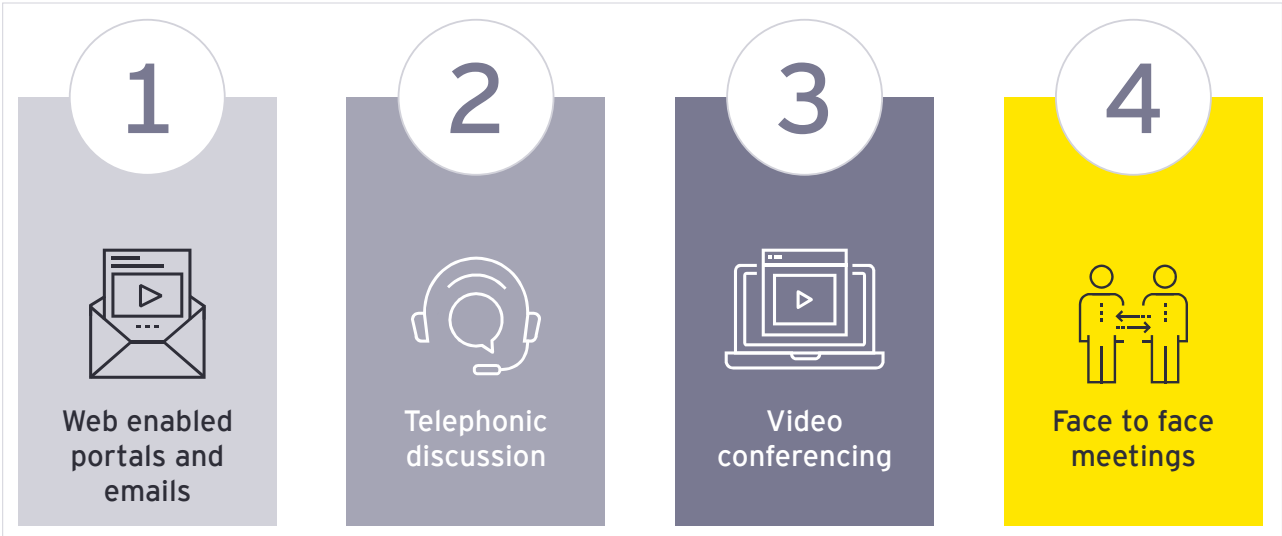 1
Web enabled
portals and
emails
2
Telephonic
discussion
3
Video
conferencing
4
Face to face
meetings